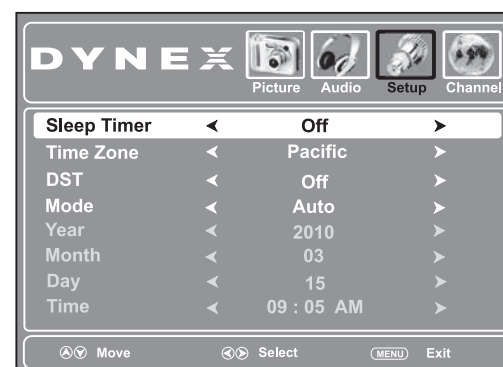 DYNEX
Picture Audio Setup Channel
Sleep Timer Off
Time Zone Pacific
DST Off
Mode Auto
Year 2010
Month 03
Day 15
Time 09 : 05 AM
Move Select MENU Exit